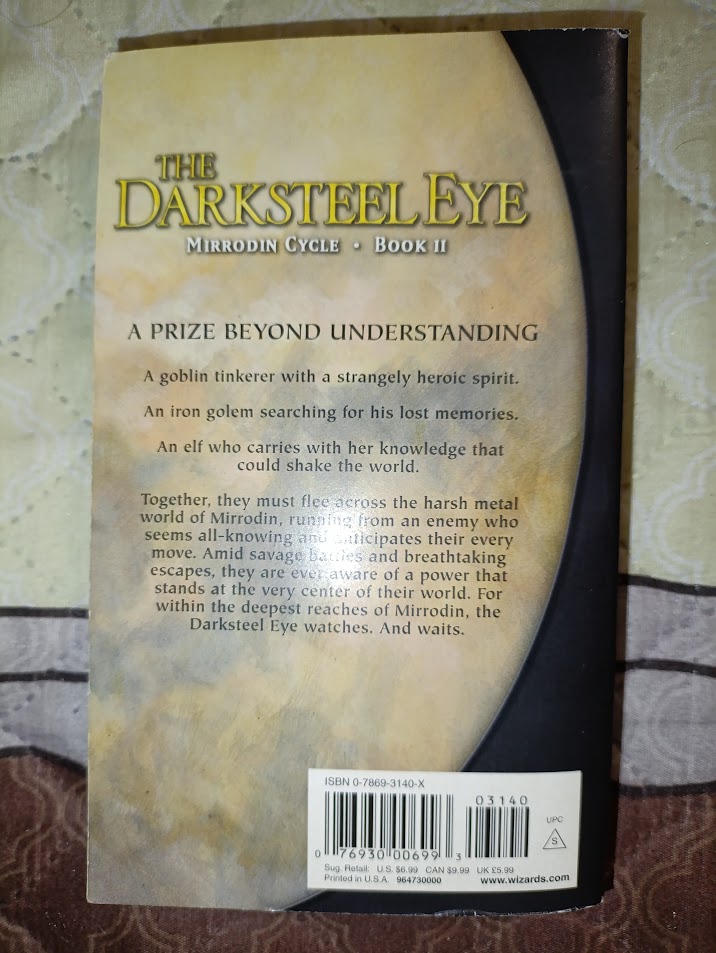 THE
DARKSTEEL EYE
MIRRODIN CYCLE • BOOK II
A PRIZE BEYOND UNDERSTANDING
A goblin tinkerer with a strangely heroic spirit.
An iron golem searching for his lost memories.
An elf who carries with her knowledge that
could shake the world.
Together, they must flee across the harsh metal
world of Mirrodin, running from an enemy who
seems all-knowing and anticipates their every
move. Amid savage battles and breathtaking
escapes, they are ever aware of a power that
stands at the very center of their world. For
within the deepest reaches of Mirrodin, the
Darksteel Eye watches. And waits.
ISBN 0-7869-3140-X
03140
UPC
S
0 76930 00699 3
Sug. Retail: U.S. $6.99 CAN $9.99 UK £5.99
Printed in U.S.A. 964730000 www.wizards.com